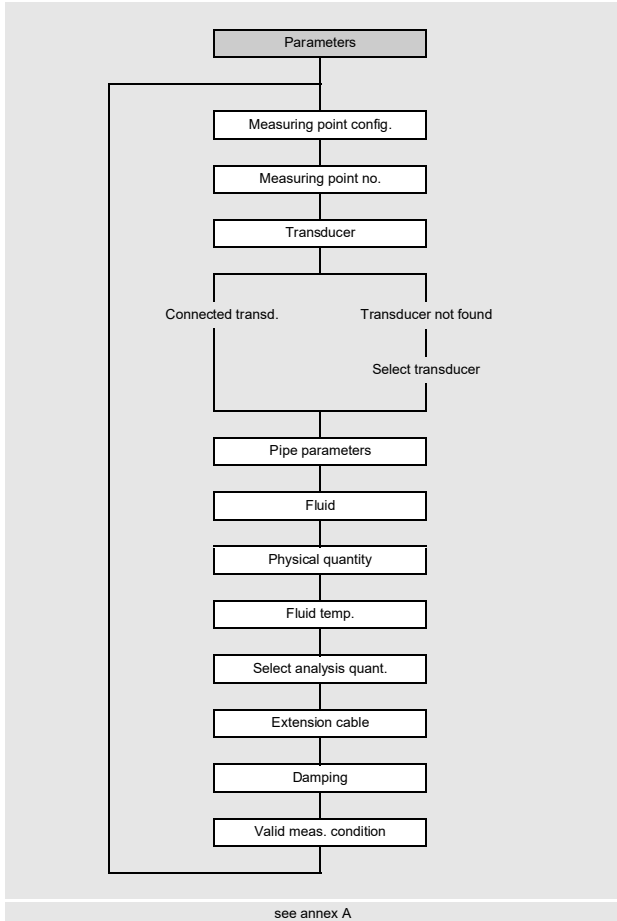 Parameters
Measuring point config.
Measuring point no.
Transducer
Connected transd.
Transducer not found
Select transducer
Pipe parameters
Fluid
Physical quantity
Fluid temp.
Select analysis quant.
Extension cable
Damping
Valid meas. condition
see annex A